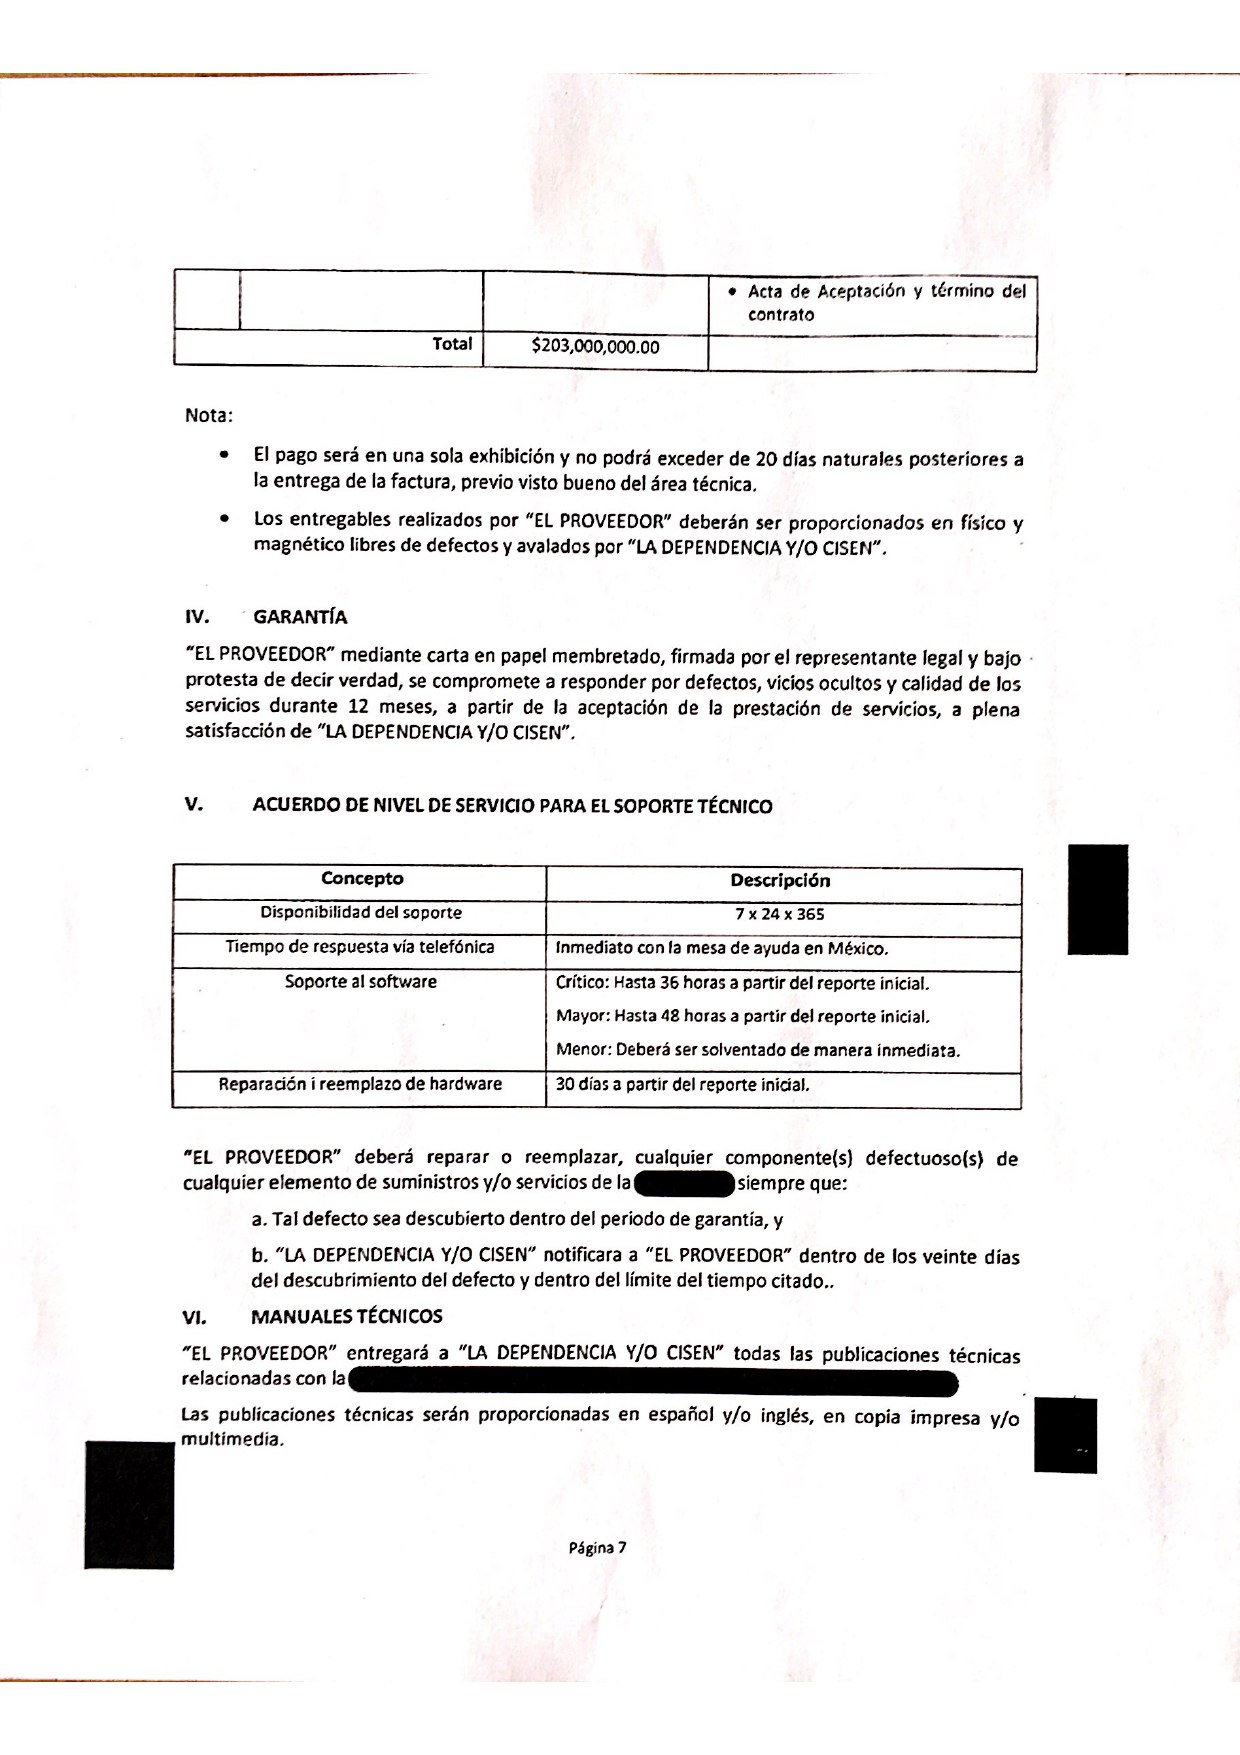 • Acta de Aceptación y término del
contrato
Total $203,000,000.00
Nota:
• El pago será en una sola exhibición y no podrá exceder de 20 días naturales posteriores a
la entrega de la factura, previo visto bueno del área técnica.
• Los entregables realizados por "EL PROVEEDOR" deberán ser proporcionados en físico y
magnético libres de defectos y avalados por "LA DEPENDENCIA Y/O CISEN".
IV. GARANTÍA
"EL PROVEEDOR" mediante carta en papel membretado, firmada por el representante legal y bajo
protesta de decir verdad, se compromete a responder por defectos, vicios ocultos y calidad de los
servicios durante 12 meses, a partir de la aceptación de la prestación de servicios, a plena
satisfacción de "LA DEPENDENCIA Y/O CISEN".
V. ACUERDO DE NIVEL DE SERVICIO PARA EL SOPORTE TÉCNICO
Concepto Descripción
Disponibilidad del soporte 7 x 24 x 365
Tiempo de respuesta vía telefónica Inmediato con la mesa de ayuda en México.
Soporte al software Crítico: Hasta 36 horas a partir del reporte inicial.
Mayor: Hasta 48 horas a partir del reporte inicial.
Menor: Deberá ser solventado de manera inmediata.
Reparación i reemplazo de hardware 30 días a partir del reporte inicial.
"EL PROVEEDOR" deberá reparar o reemplazar, cualquier componente(s) defectuoso(s) de
cualquier elemento de suministros y/o servicios de la siempre que:
a. Tal defecto sea descubierto dentro del periodo de garantía, y
b. "LA DEPENDENCIA Y/O CISEN" notificara a "EL PROVEEDOR" dentro de los veinte días
del descubrimiento del defecto y dentro del límite del tiempo citado..
VI. MANUALES TÉCNICOS
"EL PROVEEDOR" entregará a "LA DEPENDENCIA Y/O CISEN" todas las publicaciones técnicas
relacionadas con la
Las publicaciones técnicas serán proporcionadas en español y/o inglés, en copia impresa y/o
multimedia.
Página 7